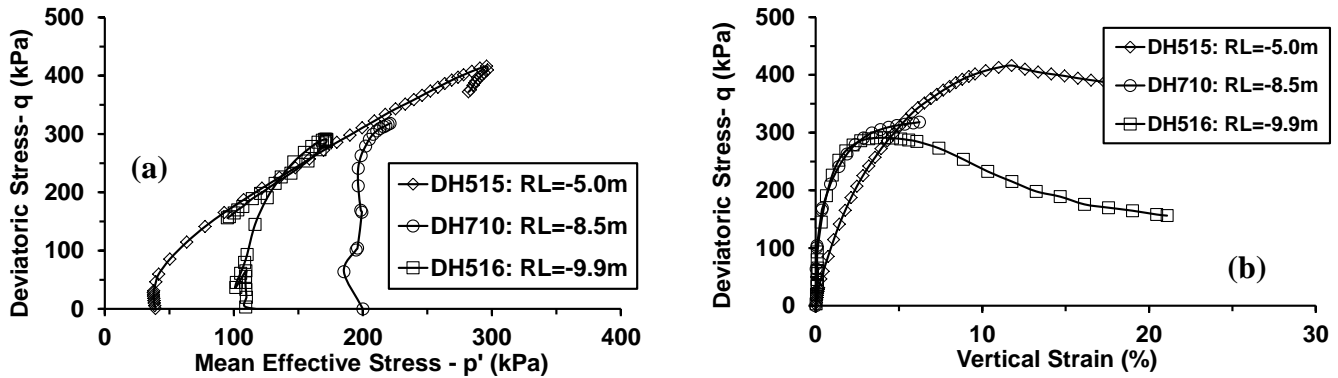 Deviatoric Stress- q (kPa)
500
400
300
200
100
0
(a)
DH515: RL=-5.0m
DH710: RL=-8.5m
DH516: RL=-9.9m
0 100 200 300 400
Mean Effective Stress - p' (kPa)
Deviatoric Stress- q (kPa)
500
400
300
200
100
0
DH515: RL=-5.0m
DH710: RL=-8.5m
DH516: RL=-9.9m
(b)
0 10 20 30
Vertical Strain (%)